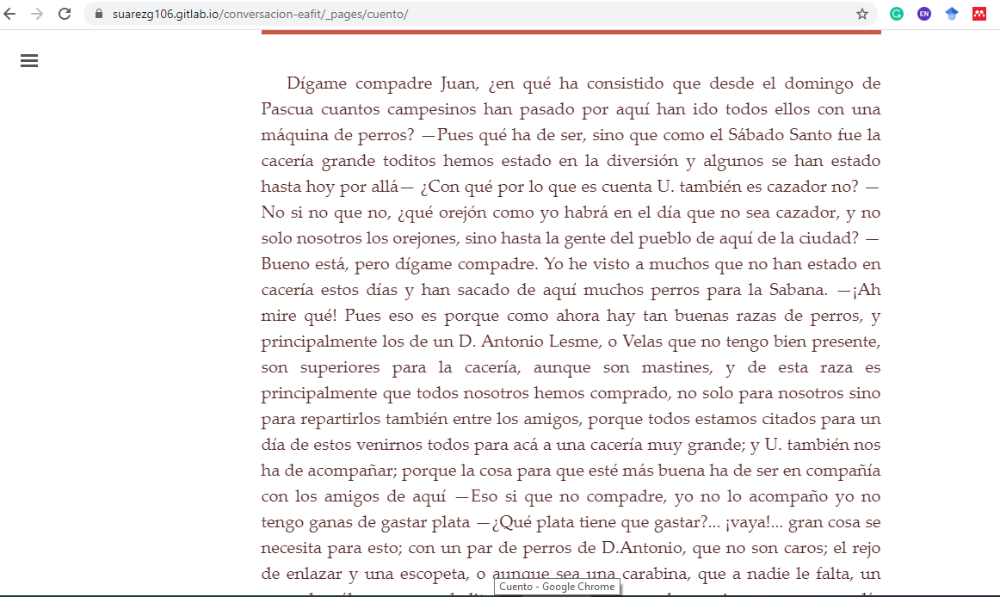 suarezg106.gitlab.io/conversacion-eafit/_pages/cuento/
EN
Dígame compadre Juan, ¿en qué ha consistido que desde el domingo de
Pascua cuantos campesinos han pasado por aquí han ido todos ellos con una
máquina de perros? —Pues qué ha de ser, sino que como el Sábado Santo fue la
cacería grande toditos hemos estado en la diversión y algunos se han estado
hasta hoy por allá— ¿Con qué por lo que es cuenta U. también es cazador no? —
No si no que no, ¿qué orejón como yo habrá en el día que no sea cazador, y no
solo nosotros los orejones, sino hasta la gente del pueblo de aquí de la ciudad? —
Bueno está, pero dígame compadre. Yo he visto a muchos que no han estado en
cacería estos días y han sacado de aquí muchos perros para la Sabana. —¡Ah
mire qué! Pues eso es porque como ahora hay tan buenas razas de perros, y
principalmente los de un D. Antonio Lesme, o Velas que no tengo bien presente,
son superiores para la cacería, aunque son mastines, y de esta raza es
principalmente que todos nosotros hemos comprado, no solo para nosotros sino
para repartirlos también entre los amigos, porque todos estamos citados para un
día de estos venirnos todos para acá a una cacería muy grande; y U. también nos
ha de acompañar; porque la cosa para que esté más buena ha de ser en compañía
con los amigos de aquí —Eso si que no compadre, yo no lo acompaño yo no
tengo ganas de gastar plata —¿Qué plata tiene que gastar?... ¡vaya!... gran cosa se
necesita para esto; con un par de perros de D.Antonio, que no son caros; el rejo
de enlazar y una escopeta, o aunque sea una carabina, que a nadie le falta, un
Cuento - Google Chrome